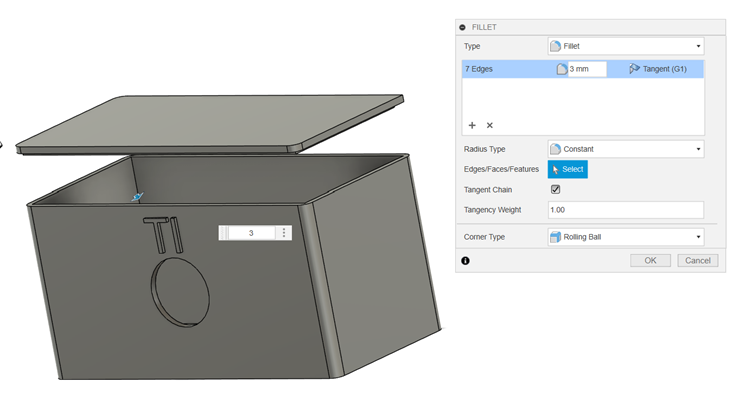 FILLET
Type
Fillet
7 Edges
3 mm
Tangent (G1)
Radius Type
Constant
Edges/Faces/Features
Select
Tangent Chain
Tangency Weight
1.00
Corner Type
Rolling Ball
OK
Cancel
TI
3